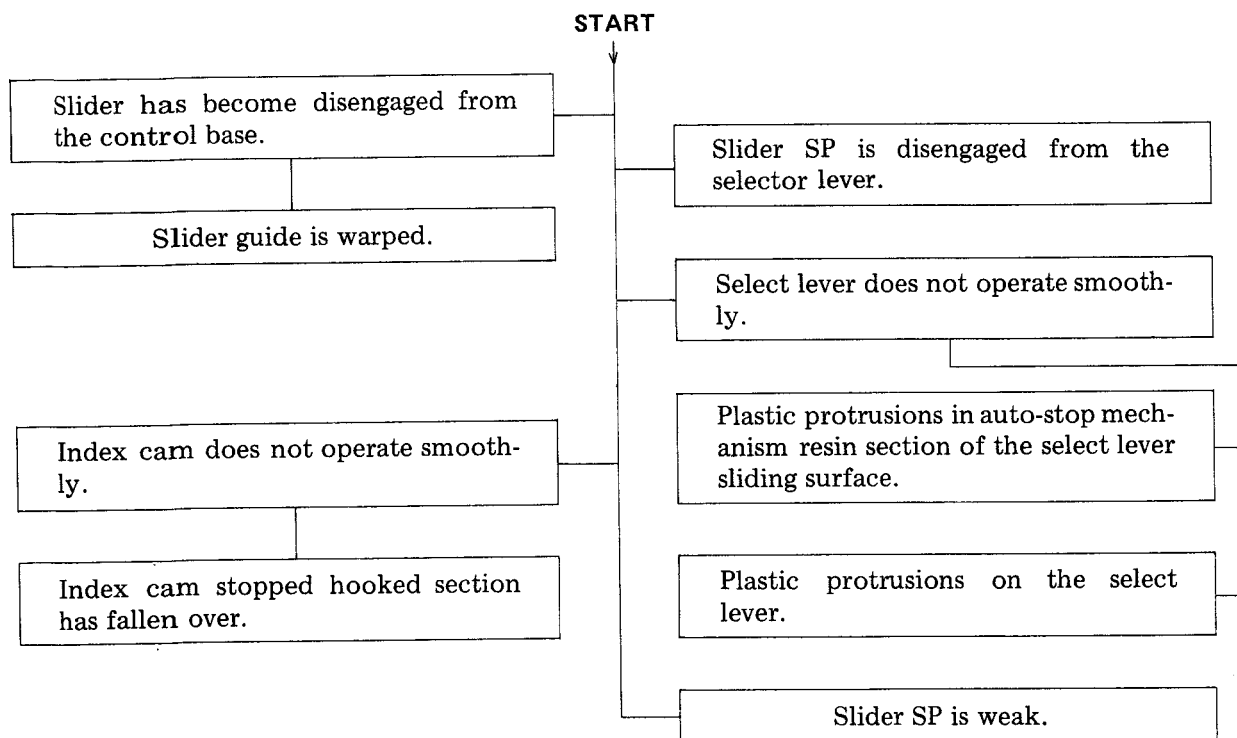 START
Slider has become disengaged from
the control base.
Slider SP is disengaged from the
selector lever.
Slider guide is warped.
Select lever does not operate smooth-
ly.
Plastic protrusions in auto-stop mech-
anism resin section of the select lever
sliding surface.
Index cam does not operate smooth-
ly.
Index cam stopped hooked section
has fallen over.
Plastic protrusions on the select
lever.
Slider SP is weak.